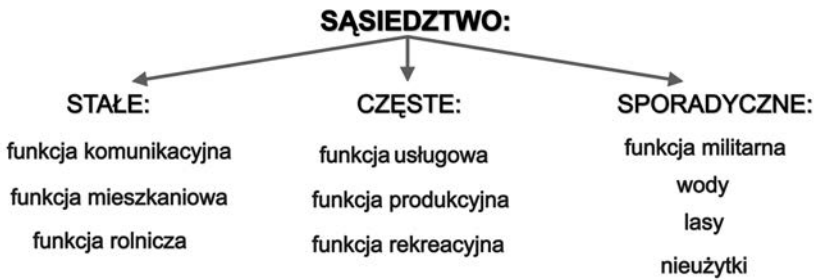 SĄSIEDZTWO:
STAŁE:
funkcja komunikacyjna
funkcja mieszkaniowa
funkcja rolnicza
CZĘSTE:
funkcja usługowa
funkcja produkcyjna
funkcja rekreacyjna
SPORADYCZNE:
funkcja militarna
wody
lasy
nieużytki